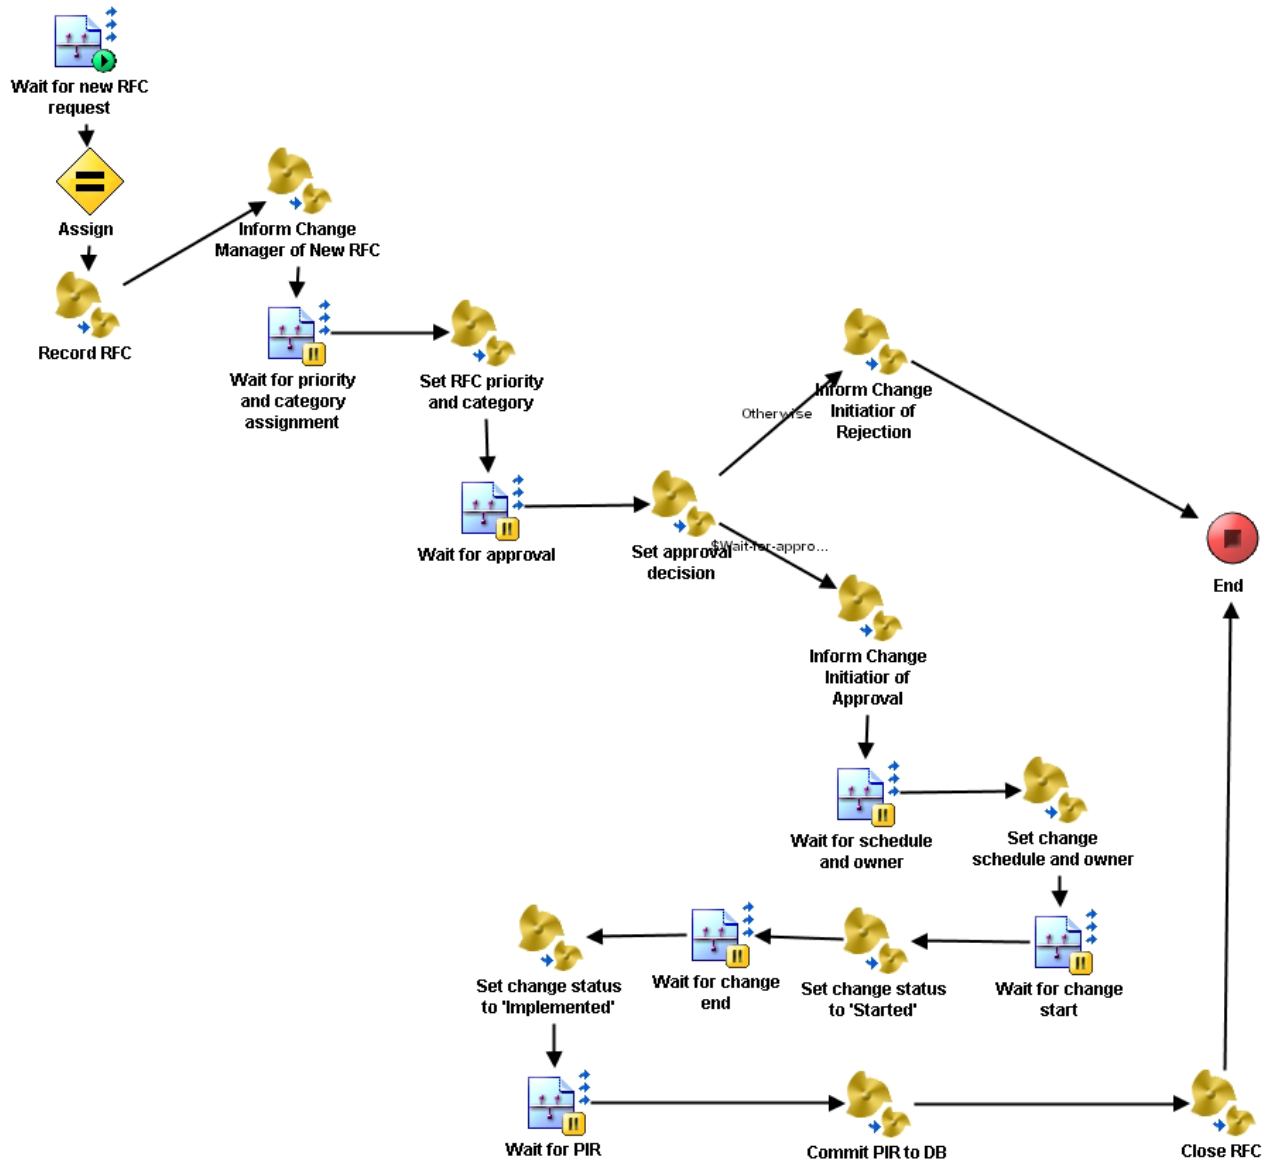 Wait for new RFC
request
Assign
Record RFC
Inform Change
Manager of New RFC
Wait for priority
and category
assignment
Set RFC priority
and category
Wait for approval
Set approval
decision
Otherwise
$Wait-for-appro...
Inform Change
Initiatior of
Rejection
End
Inform Change
Initiatior of
Approval
Wait for schedule
and owner
Set change
schedule and owner
Wait for change
start
Set change status
to 'Started'
Wait for change
end
Set change status
to 'Implemented'
Wait for PIR
Commit PIR to DB
Close RFC